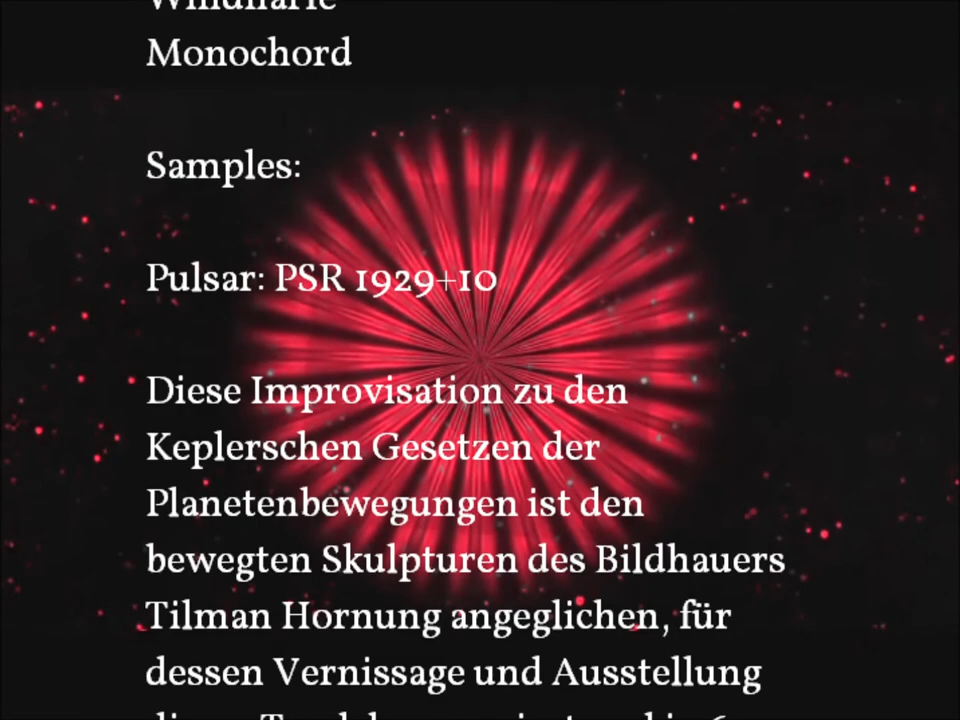 Windharfe
Monochord
Samples:
Pulsar: PSR 1929+10
Diese Improvisation zu den
Keplerschen Gesetzen der
Planetenbewegungen ist den
bewegten Skulpturen des Bildhauers
Tilman Hornung angeglichen, für
dessen Vernissage und Ausstellung